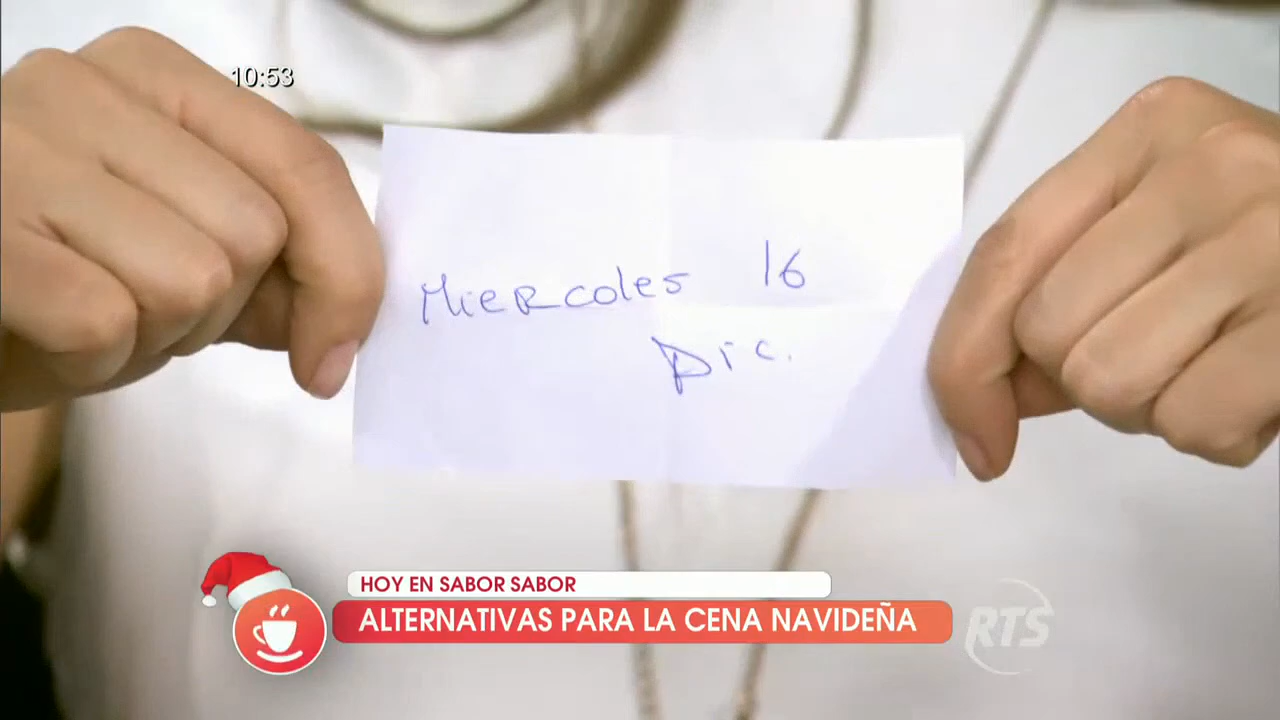 10:53
Miercoles 16
Dic.
HOY EN SABOR SABOR
ALTERNATIVAS PARA LA CENA NAVIDEÑA
RTS